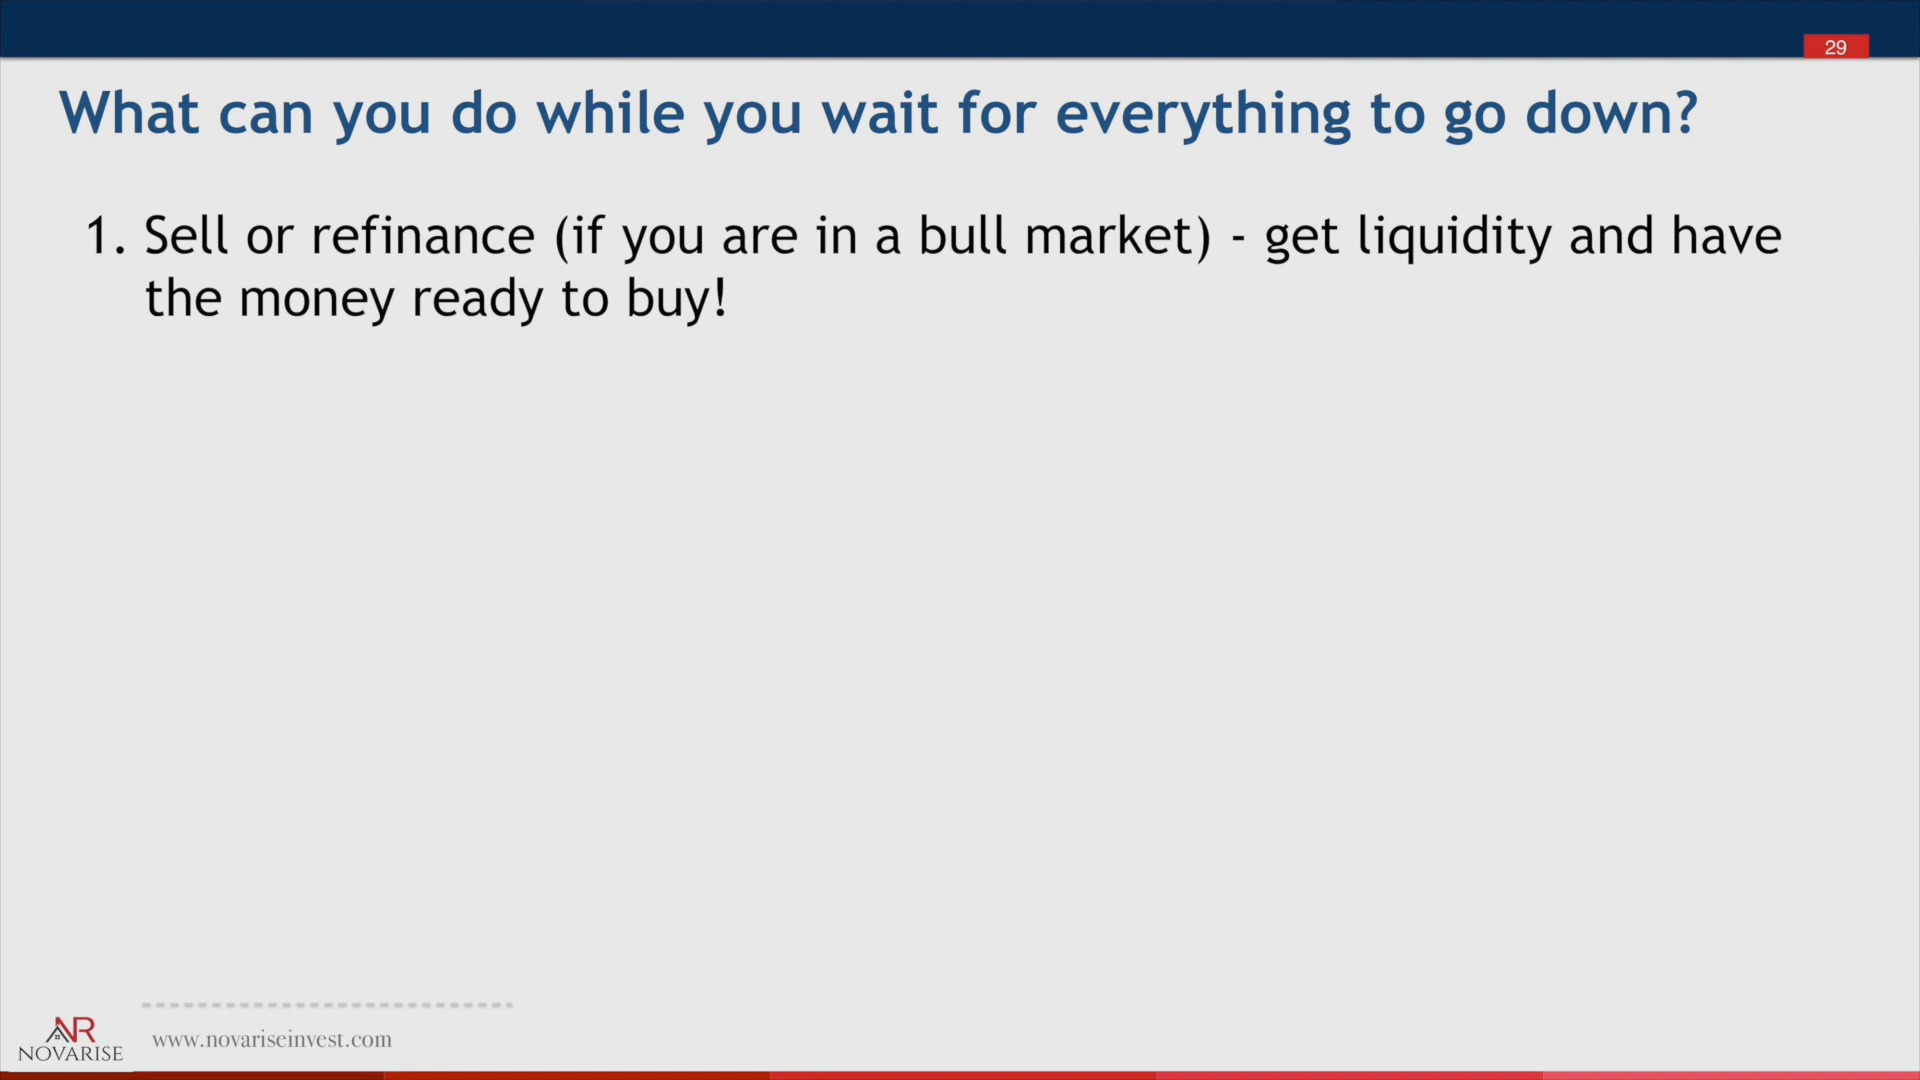 29
What can you do while you wait for everything to go down?
1. Sell or refinance (if you are in a bull market) - get liquidity and have
the money ready to buy!
NR
NOVARISE
www.novariseinvest.com